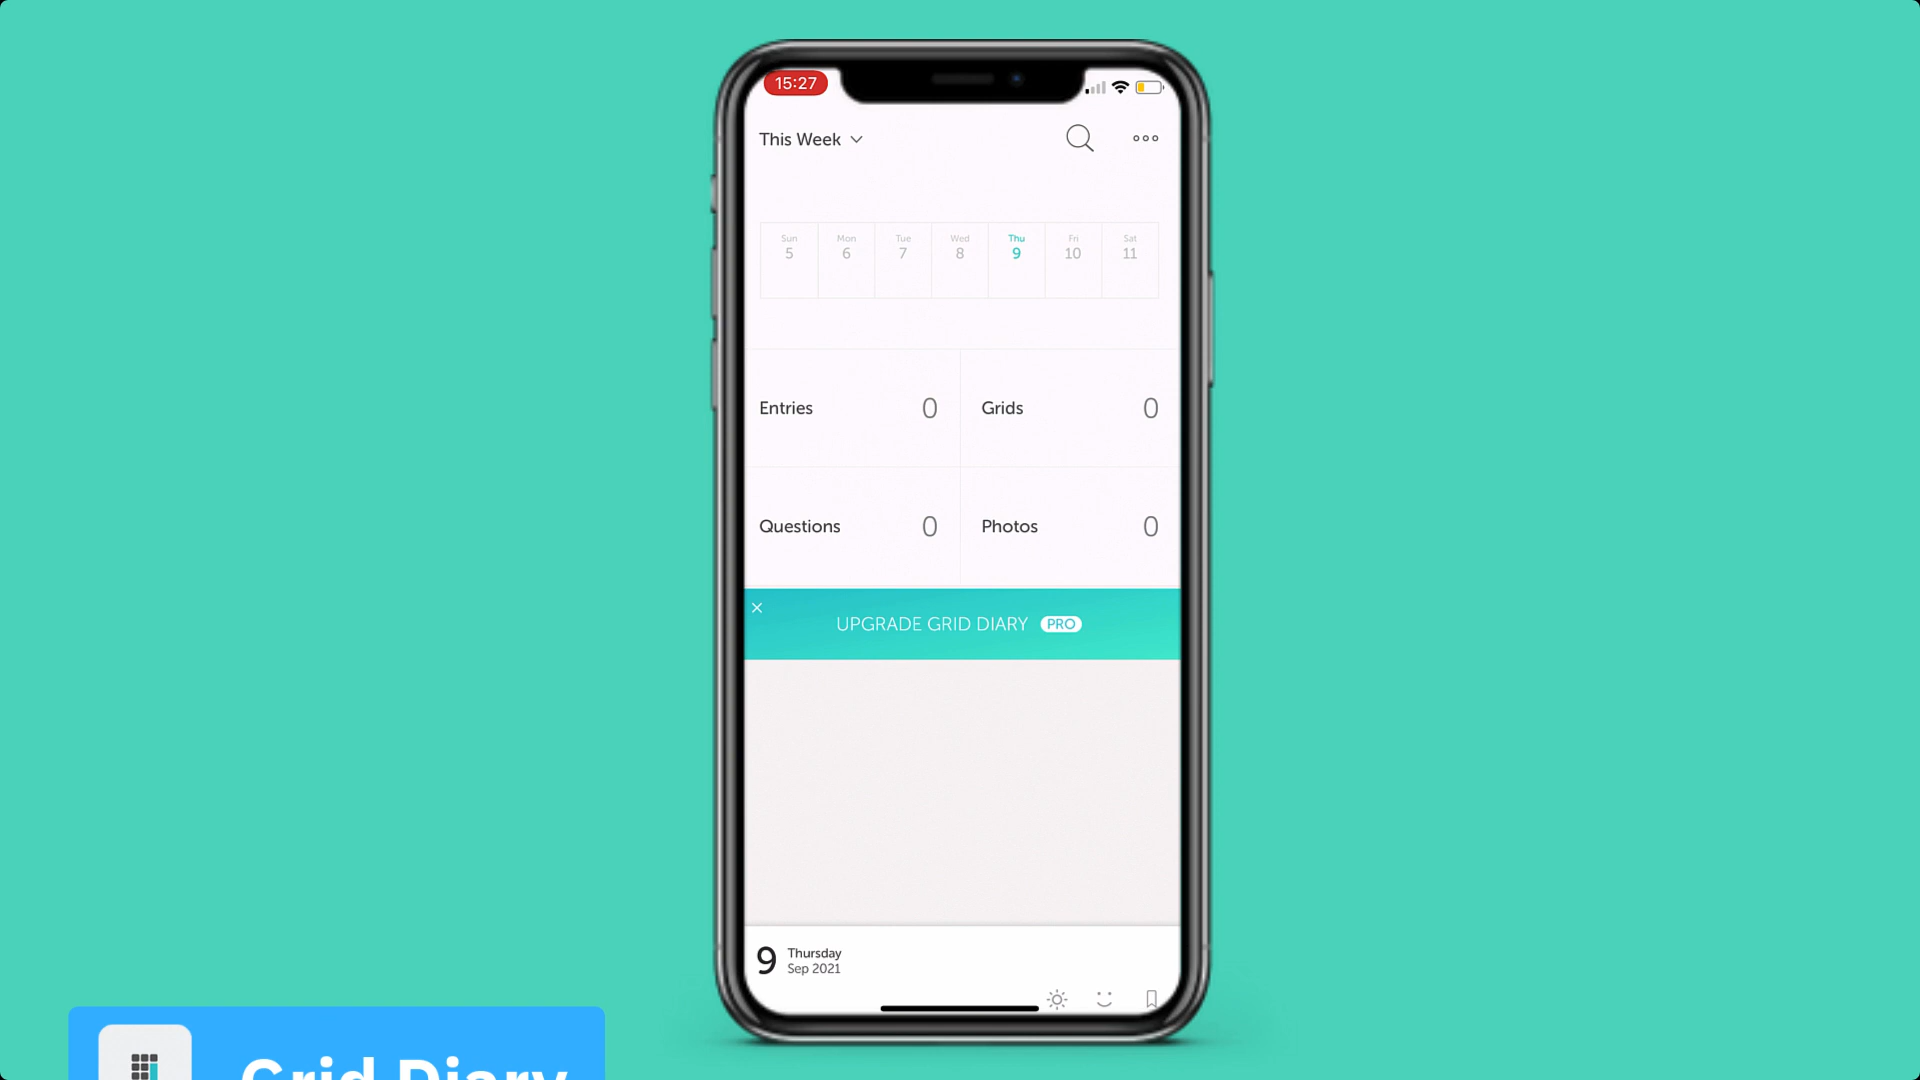 15:27
This Week
Sun Mon Tue Wed Thu Fri Sat
5 6 7 8 9 10 11
Entries 0 Grids 0
Questions 0 Photos 0
UPGRADE GRID DIARY PRO
9 Thursday
Sep 2021
Grid Diary